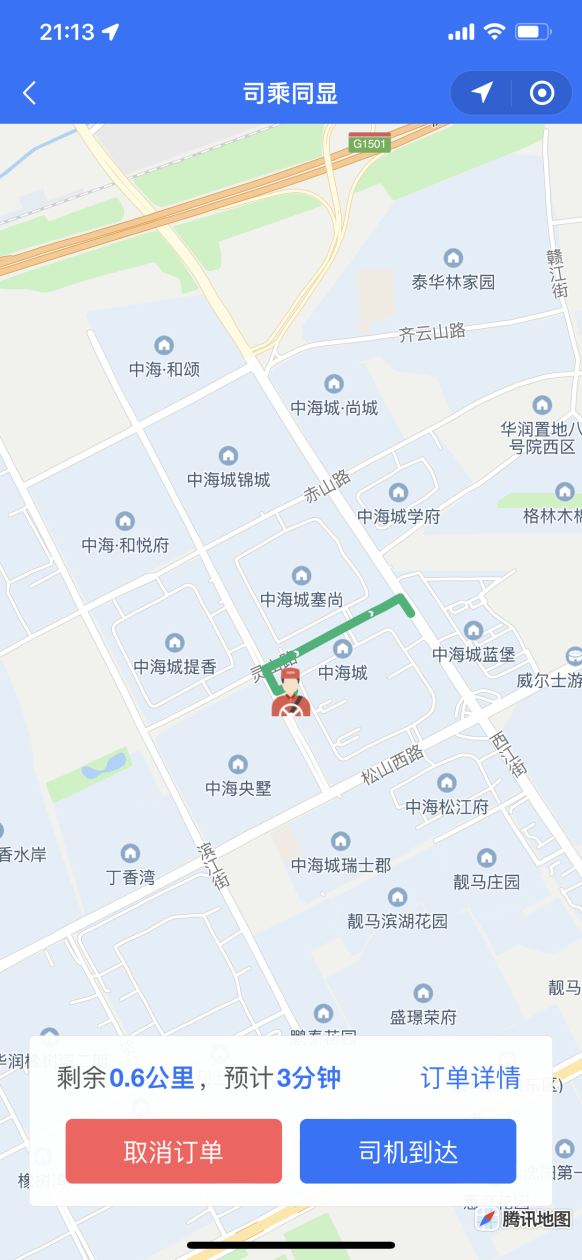 21:13
司乘同显
G1501
赣江街
泰华林家园
齐云山路
中海·和颂
中海城·尚城
华润置地八
号院西区
中海城锦城
赤山路
中海城学府
格林木棉
中海·和悦府
中海城塞尚
中海城提香
灵山路
中海城
中海城蓝堡
威尔士游
西江街
松山西路
中海央墅
中海松江府
滨江街
香水岸
丁香湾
中海城瑞士郡
靓马庄园
靓马滨湖花园
靓马
盛璟荣府
剩余0.6公里，预计3分钟
订单详情
取消订单
司机到达
腾讯地图